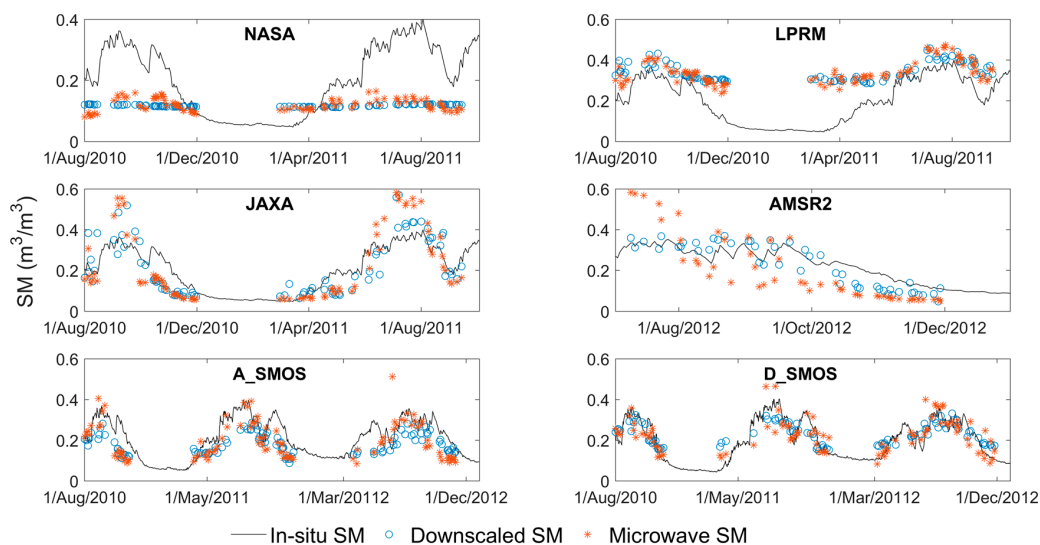 NASA
0.4
0.2
0
1/Aug/2010 1/Dec/2010 1/Apr/2011 1/Aug/2011
LPRM
0.6
0.4
0.2
0
1/Aug/2010 1/Dec/2010 1/Apr/2011 1/Aug/2011
SM (m³/m³)
JAXA
0.6
0.4
0.2
0
1/Aug/2010 1/Dec/2010 1/Apr/2011 1/Aug/2011
AMSR2
0.6
0.4
0.2
0
1/Aug/2012 1/Oct/2012 1/Dec/2012
A_SMOS
0.6
0.4
0.2
0
1/Aug/2010 1/May/2011 1/Mar/20112 1/Dec/2012
D_SMOS
0.6
0.4
0.2
0
1/Aug/2010 1/May/2011 1/Mar/20112 1/Dec/2012
In-situ SM Downscaled SM Microwave SM